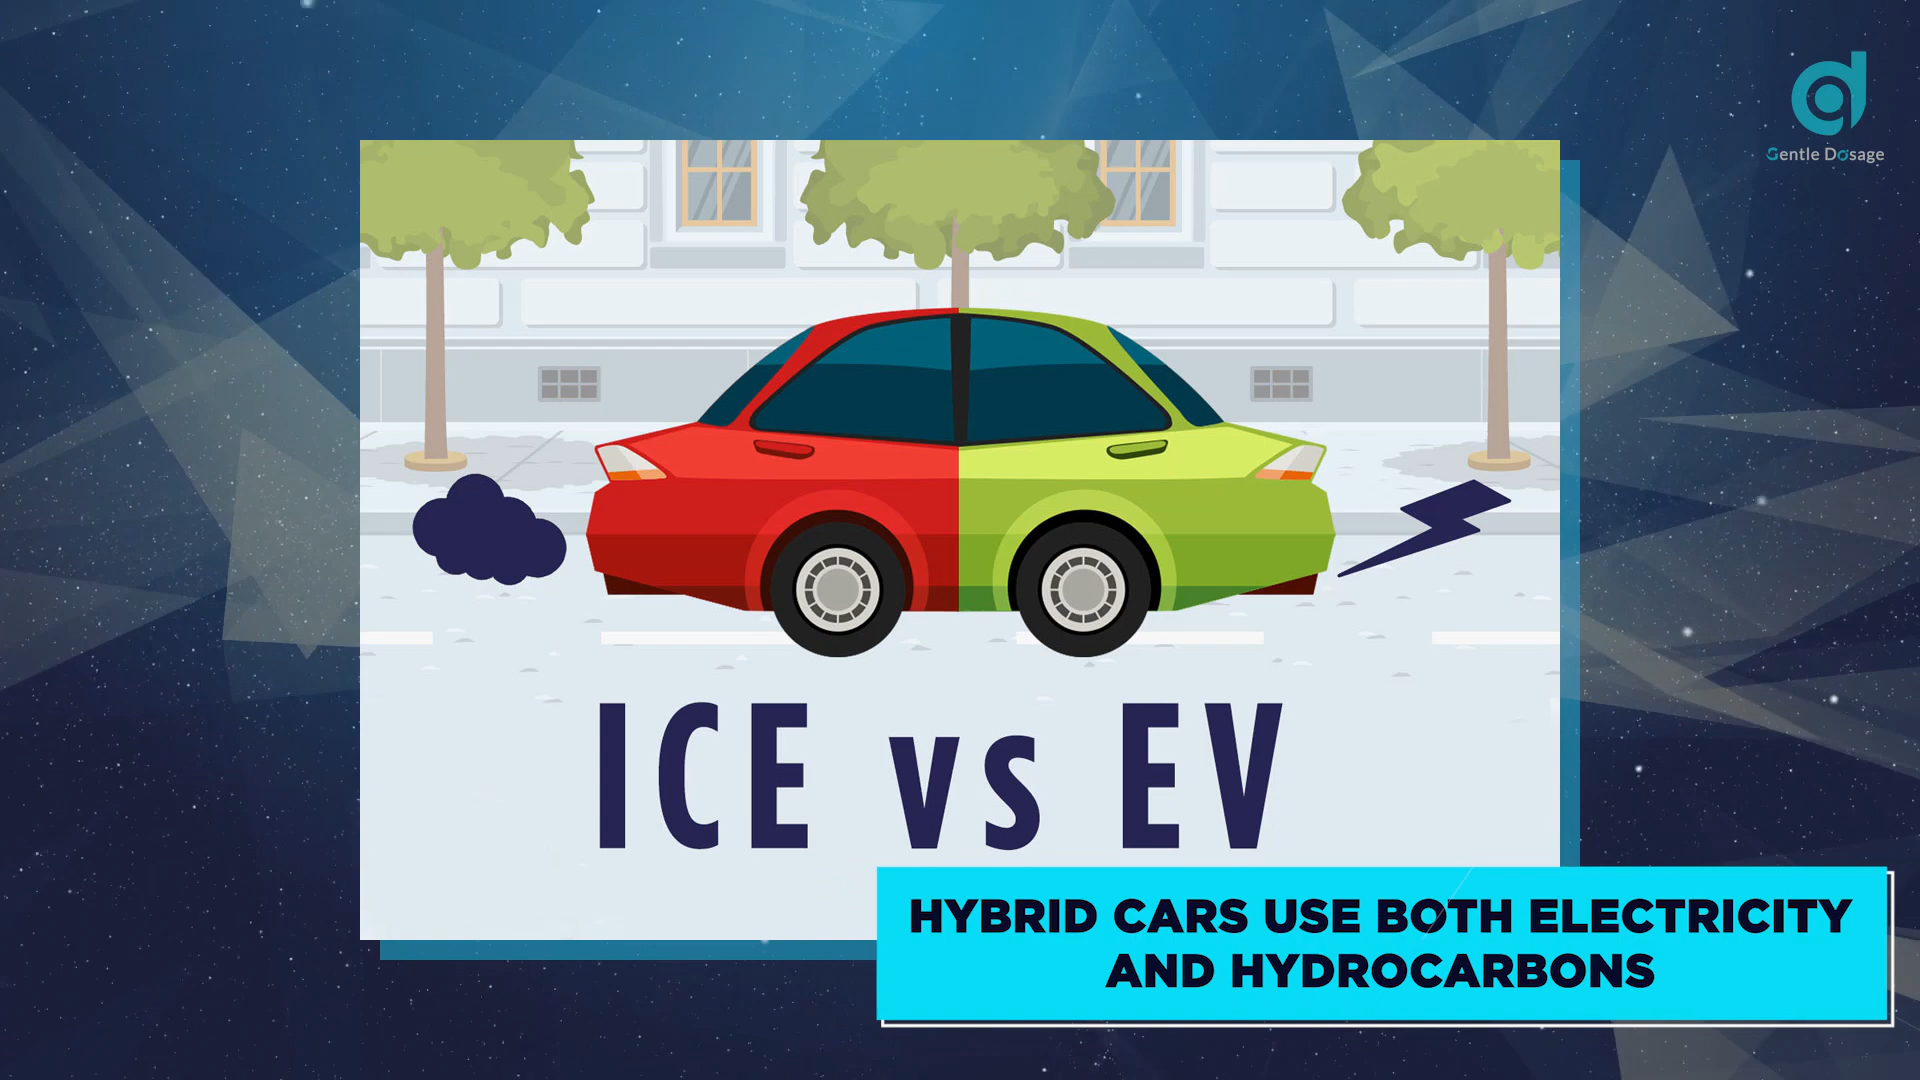 Gentle Dosage
ICE vs EV
HYBRID CARS USE BOTH ELECTRICITY
AND HYDROCARBONS